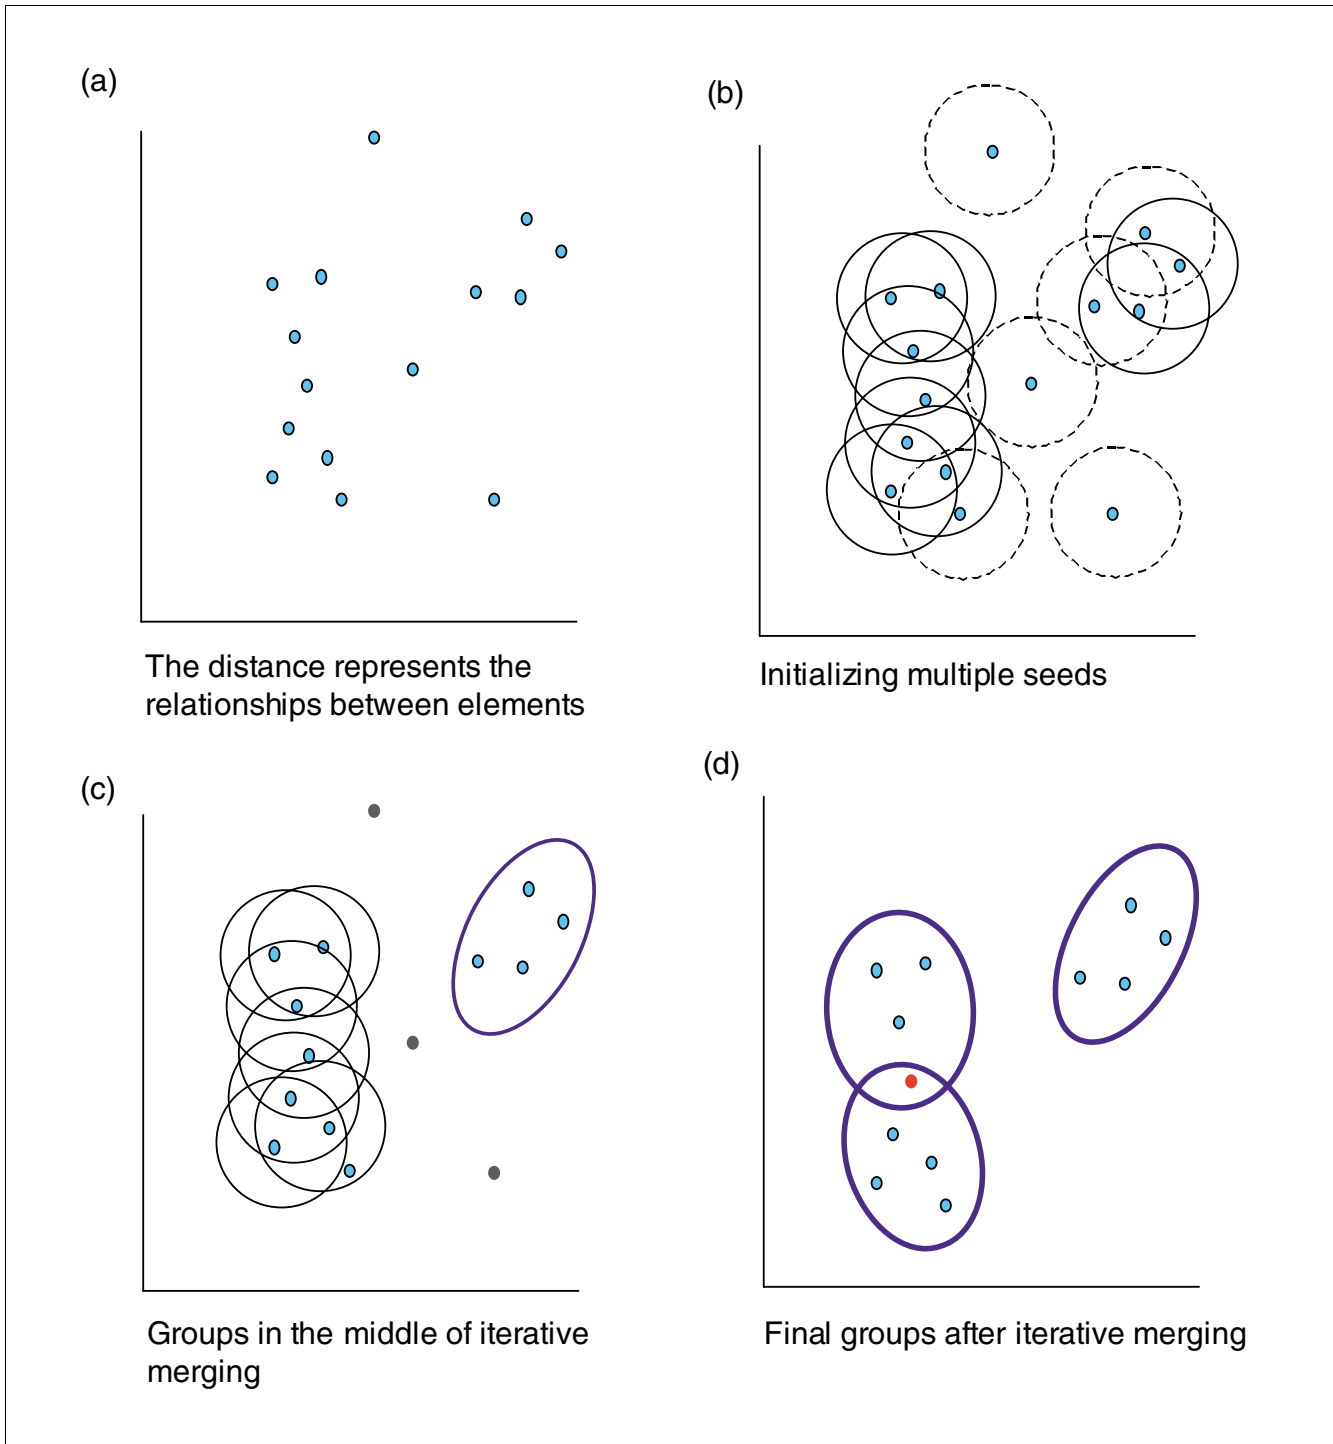 (a)
The distance represents the
relationships between elements
(b)
Initializing multiple seeds
(c)
Groups in the middle of iterative
merging
(d)
Final groups after iterative merging